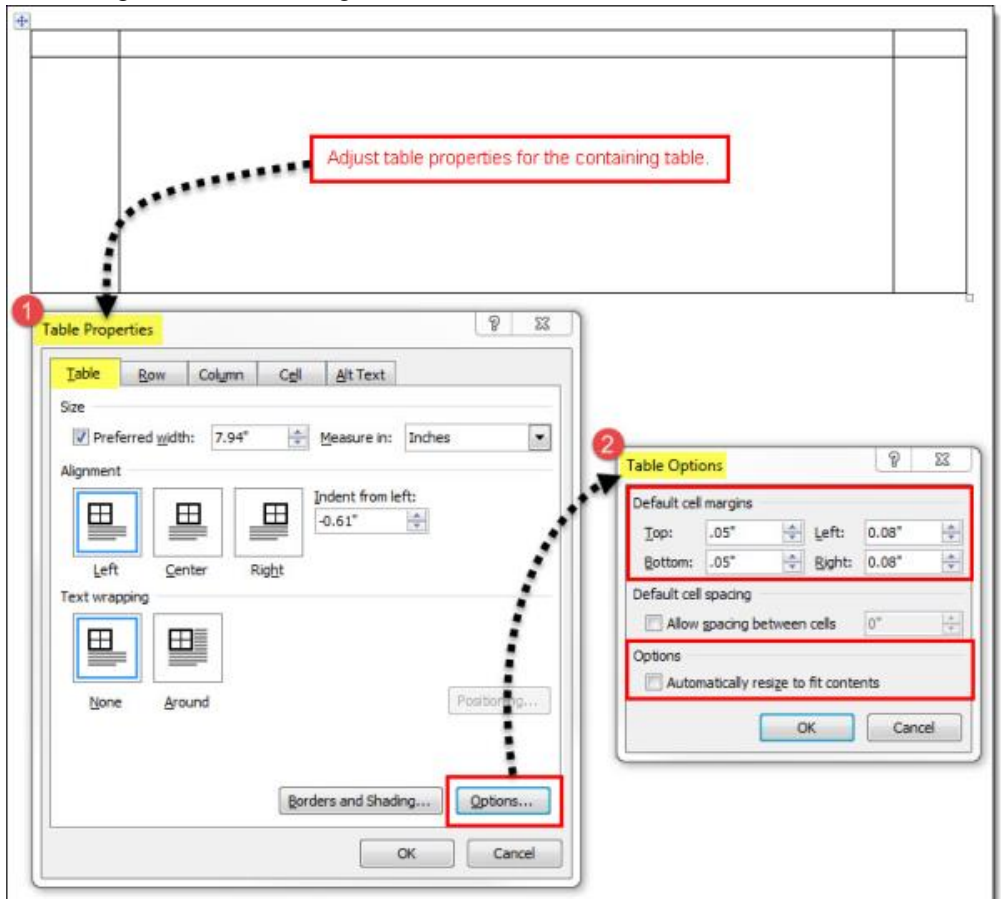 Adjust table properties for the containing table.
1
Table Properties
Table Row Column Cell Alt Text
Size
Preferred width: 7.94" Measure in: Inches
Alignment
Indent from left:
-0.61"
Left Center Right
Text wrapping
None Around
Positioning...
Borders and Shading... Options...
OK Cancel
2
Table Options
Default cell margins
Top: .05" Left: 0.08"
Bottom: .05" Right: 0.08"
Default cell spacing
Allow spacing between cells 0"
Options
Automatically resize to fit contents
OK Cancel